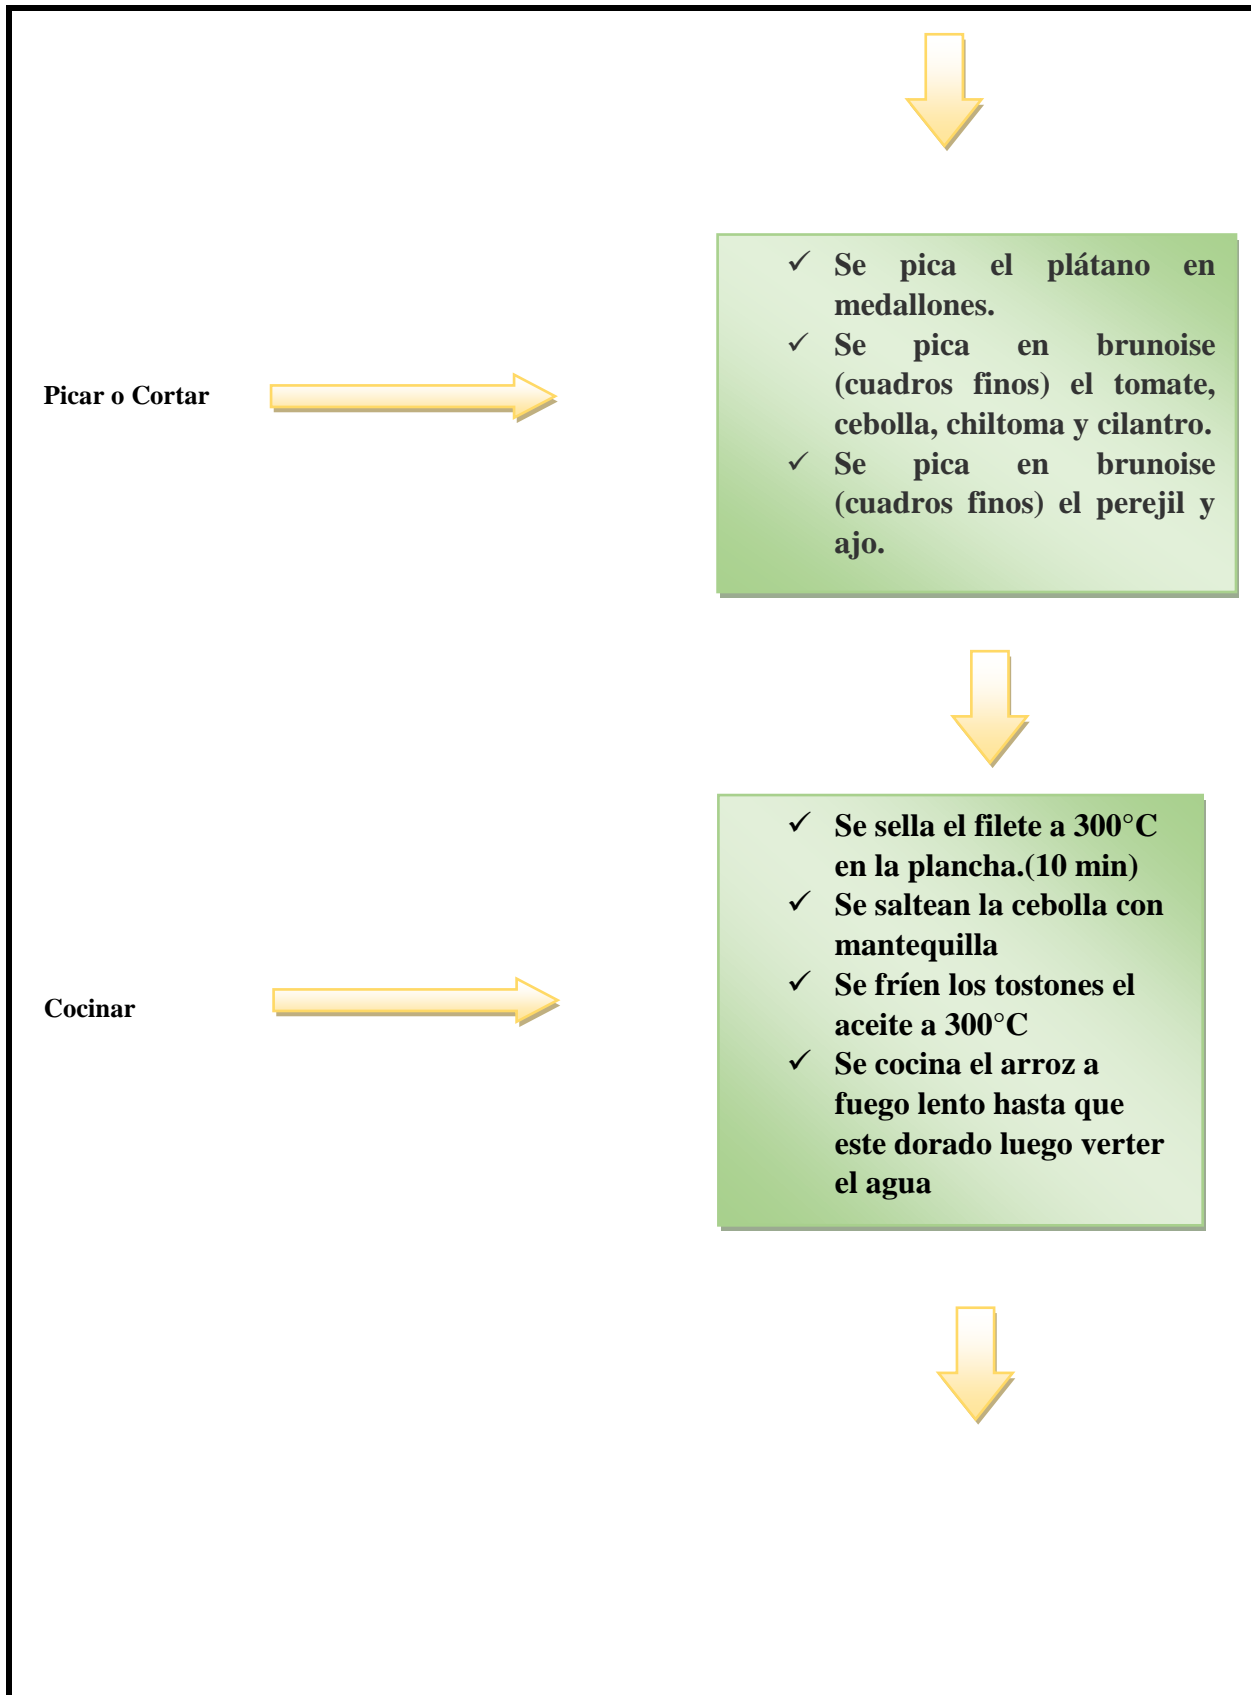 ✓ Se pica el plátano en
medallones.
✓ Se pica en brunoise
(cuadros finos) el tomate,
cebolla, chiltoma y cilantro.
✓ Se pica en brunoise
(cuadros finos) el perejil y
ajo.
Picar o Cortar
✓ Se sella el filete a 300°C
en la plancha.(10 min)
✓ Se saltean la cebolla con
mantequilla
✓ Se fríen los tostones el
aceite a 300°C
✓ Se cocina el arroz a
fuego lento hasta que
este dorado luego verter
el agua
Cocinar